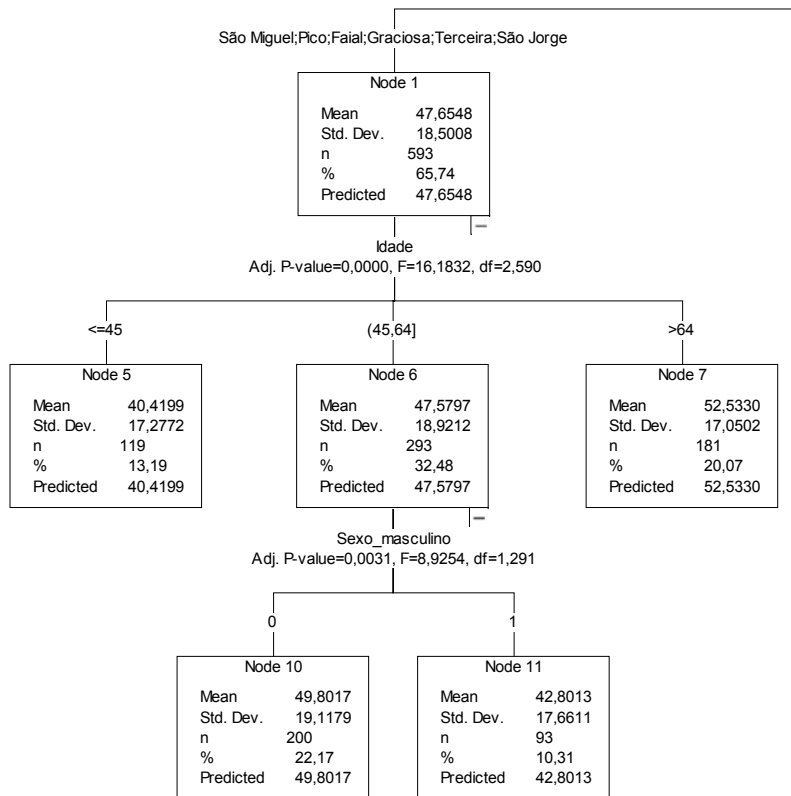 São Miguel;Pico;Faial;Graciosa;Terceira;São Jorge
Node 1
Mean 47,6548
Std. Dev. 18,5008
n 593
% 65,74
Predicted 47,6548
Idade
Adj. P-value=0,0000, F=16,1832, df=2,590
<=45
(45,64]
>64
Node 5
Mean 40,4199
Std. Dev. 17,2772
n 119
% 13,19
Predicted 40,4199
Node 6
Mean 47,5797
Std. Dev. 18,9212
n 293
% 32,48
Predicted 47,5797
Node 7
Mean 52,5330
Std. Dev. 17,0502
n 181
% 20,07
Predicted 52,5330
Sexo_masculino
Adj. P-value=0,0031, F=8,9254, df=1,291
0
1
Node 10
Mean 49,8017
Std. Dev. 19,1179
n 200
% 22,17
Predicted 49,8017
Node 11
Mean 42,8013
Std. Dev. 17,6611
n 93
% 10,31
Predicted 42,8013